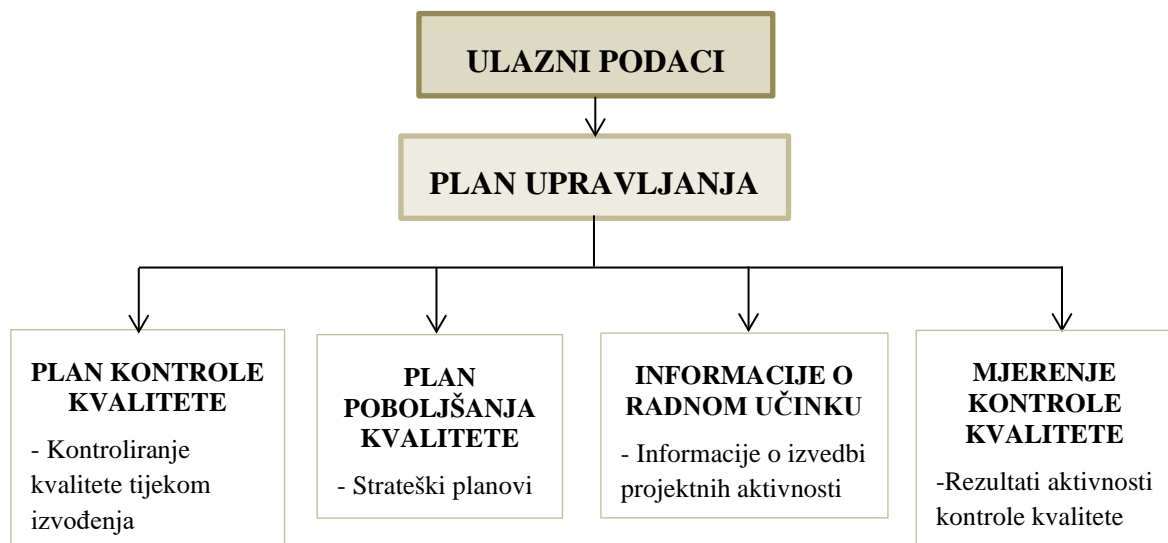 ULAZNI PODACI
PLAN UPRAVLJANJA
PLAN KONTROLE
KVALITETE
- Kontroliranje
kvalitete tijekom
izvođenja
PLAN
POBOLJŠANJA
KVALITETE
- Strateški planovi
INFORMACIJE O
RADNOM UČINKU
- Informacije o izvedbi
projektnih aktivnosti
MJERENJE
KONTROLE
KVALITETE
-Rezultati aktivnosti
kontrole kvalitete